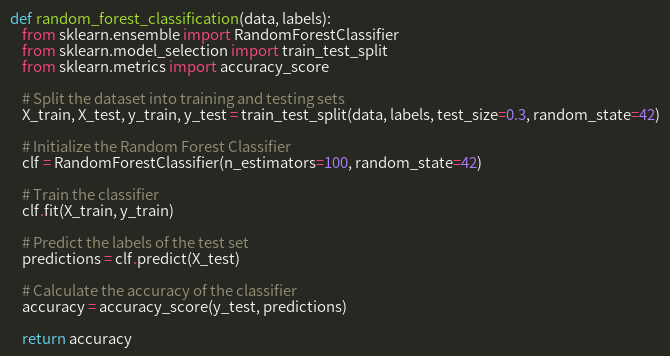 def random_forest_classification(data, labels):
    from sklearn.ensemble import RandomForestClassifier
    from sklearn.model_selection import train_test_split
    from sklearn.metrics import accuracy_score

    # Split the dataset into training and testing sets
    X_train, X_test, y_train, y_test = train_test_split(data, labels, test_size=0.3, random_state=42)

    # Initialize the Random Forest Classifier
    clf = RandomForestClassifier(n_estimators=100, random_state=42)

    # Train the classifier
    clf.fit(X_train, y_train)

    # Predict the labels of the test set
    predictions = clf.predict(X_test)

    # Calculate the accuracy of the classifier
    accuracy = accuracy_score(y_test, predictions)

    return accuracy